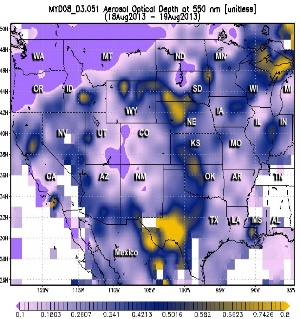 MYD08_D3.051 Aerosol Optical Depth at 550 nm [unitless]
(18Aug2013 - 19Aug2013)
50N
48N
WA MT ND MN
46N
44N
OR ID SD WI M
42N
WY IA
40N
NV UT CO NE IL IN
38N
KS MO
36N
CA AZ NM OK AR TN
34N
32N
TX LA MS AL
30N
28N
Mexico
26N
120W 115W 110W 105W 100W 95W 90W
0.1 0.1803 0.2607 0.341 0.4213 0.5016 0.582 0.6623 0.7426 0.8